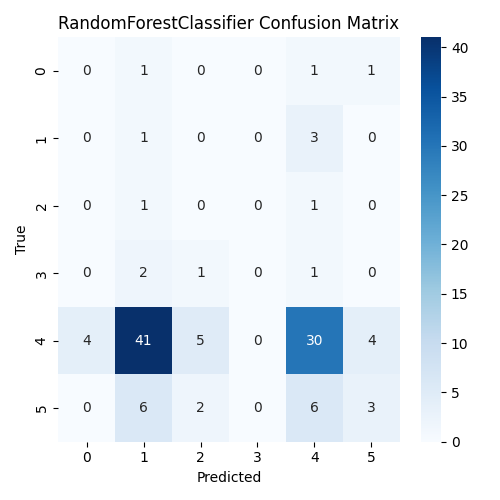 RandomForestClassifier Confusion Matrix
0 0 1 0 0 1 1
1 0 1 0 0 3 0
2 0 1 0 0 1 0
3 0 2 1 0 1 0
4 4 41 5 0 30 4
5 0 6 2 0 6 3
0 1 2 3 4 5
Predicted
True
40
35
30
25
20
15
10
5
0